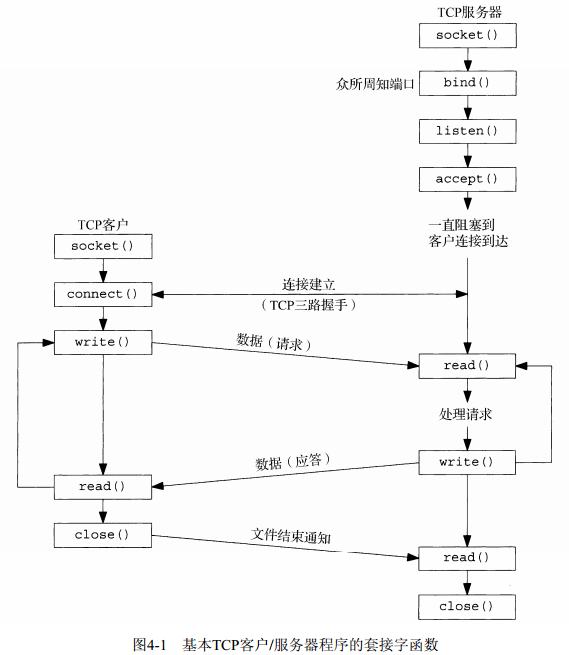 TCP服务器
socket()
众所周知端口
bind()
listen()
accept()
一直阻塞到
客户连接到达
TCP客户
socket()
connect()
连接建立
(TCP三路握手)
write()
数据(请求)
read()
处理请求
write()
数据(应答)
read()
close()
文件结束通知
read()
close()
图4-1 基本TCP客户/服务器程序的套接字函数